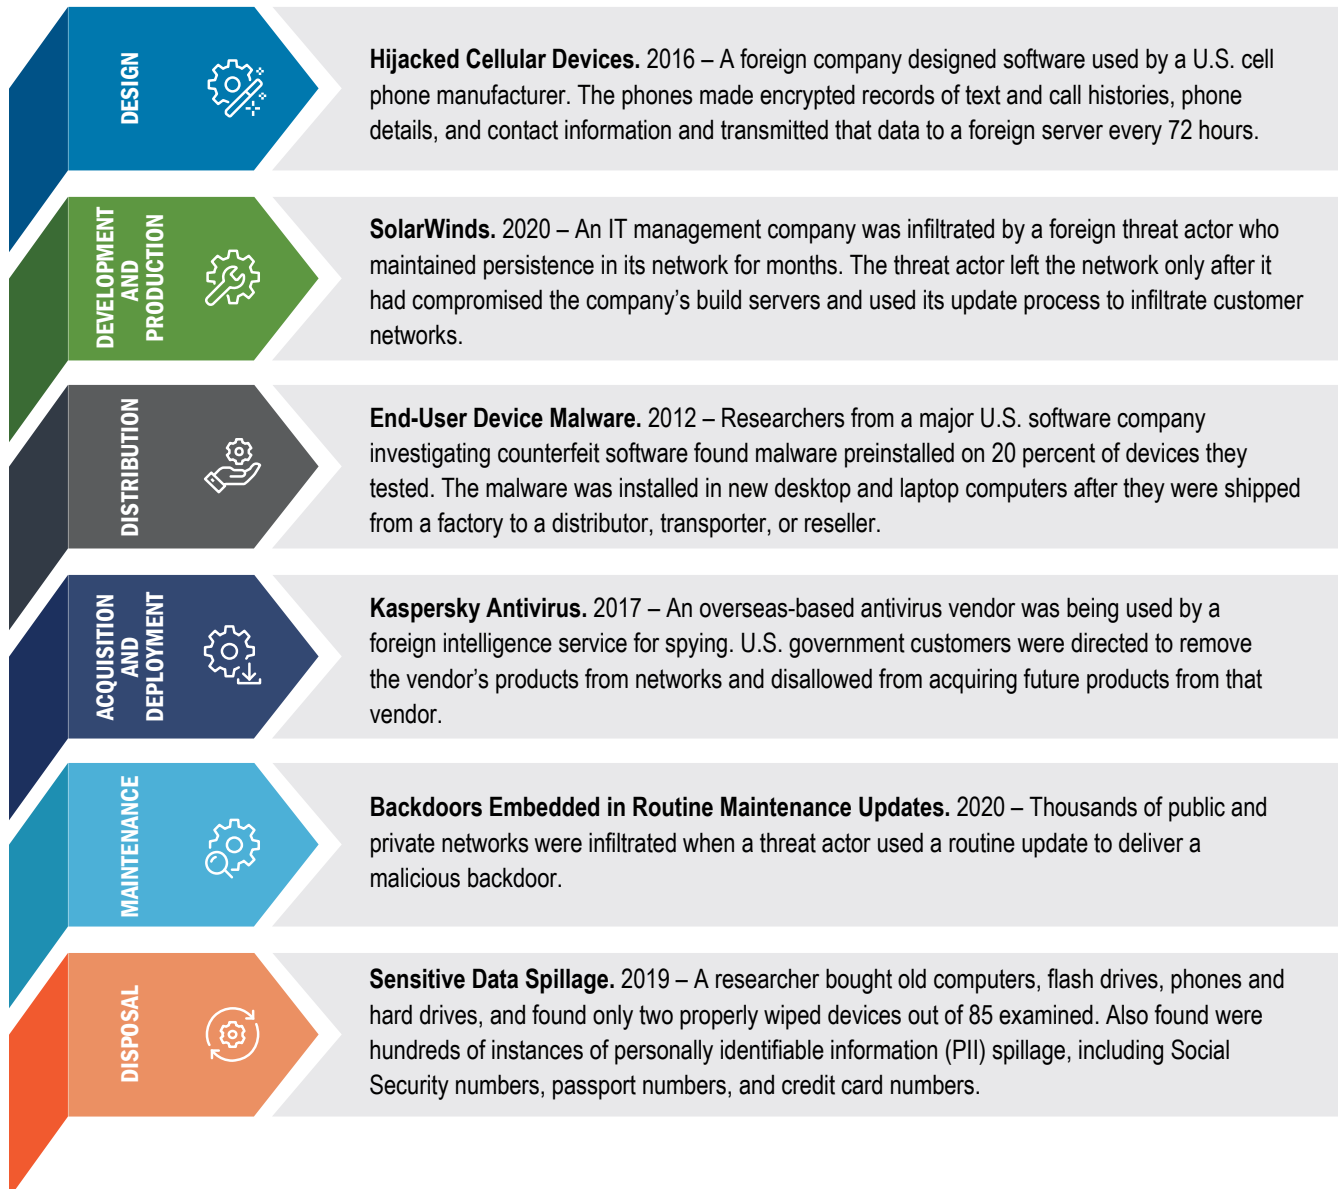 DESIGN
Hijacked Cellular Devices. 2016 – A foreign company designed software used by a U.S. cell
phone manufacturer. The phones made encrypted records of text and call histories, phone
details, and contact information and transmitted that data to a foreign server every 72 hours.
DEVELOPMENT
AND
PRODUCTION
SolarWinds. 2020 – An IT management company was infiltrated by a foreign threat actor who
maintained persistence in its network for months. The threat actor left the network only after it
had compromised the company’s build servers and used its update process to infiltrate customer
networks.
DISTRIBUTION
End-User Device Malware. 2012 – Researchers from a major U.S. software company
investigating counterfeit software found malware preinstalled on 20 percent of devices they
tested. The malware was installed in new desktop and laptop computers after they were shipped
from a factory to a distributor, transporter, or reseller.
ACQUISITION
AND
DEPLOYMENT
Kaspersky Antivirus. 2017 – An overseas-based antivirus vendor was being used by a
foreign intelligence service for spying. U.S. government customers were directed to remove
the vendor’s products from networks and disallowed from acquiring future products from that
vendor.
MAINTENANCE
Backdoors Embedded in Routine Maintenance Updates. 2020 – Thousands of public and
private networks were infiltrated when a threat actor used a routine update to deliver a
malicious backdoor.
DISPOSAL
Sensitive Data Spillage. 2019 – A researcher bought old computers, flash drives, phones and
hard drives, and found only two properly wiped devices out of 85 examined. Also found were
hundreds of instances of personally identifiable information (PII) spillage, including Social
Security numbers, passport numbers, and credit card numbers.